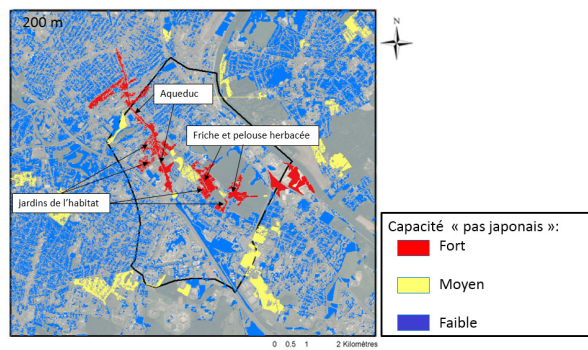 200 m
N
Aqueduc
Friche et pelouse herbacée
jardins de l'habitat
Capacité « pas japonais »:
Fort
Moyen
Faible
0 0.5 1 2 Kilomètres